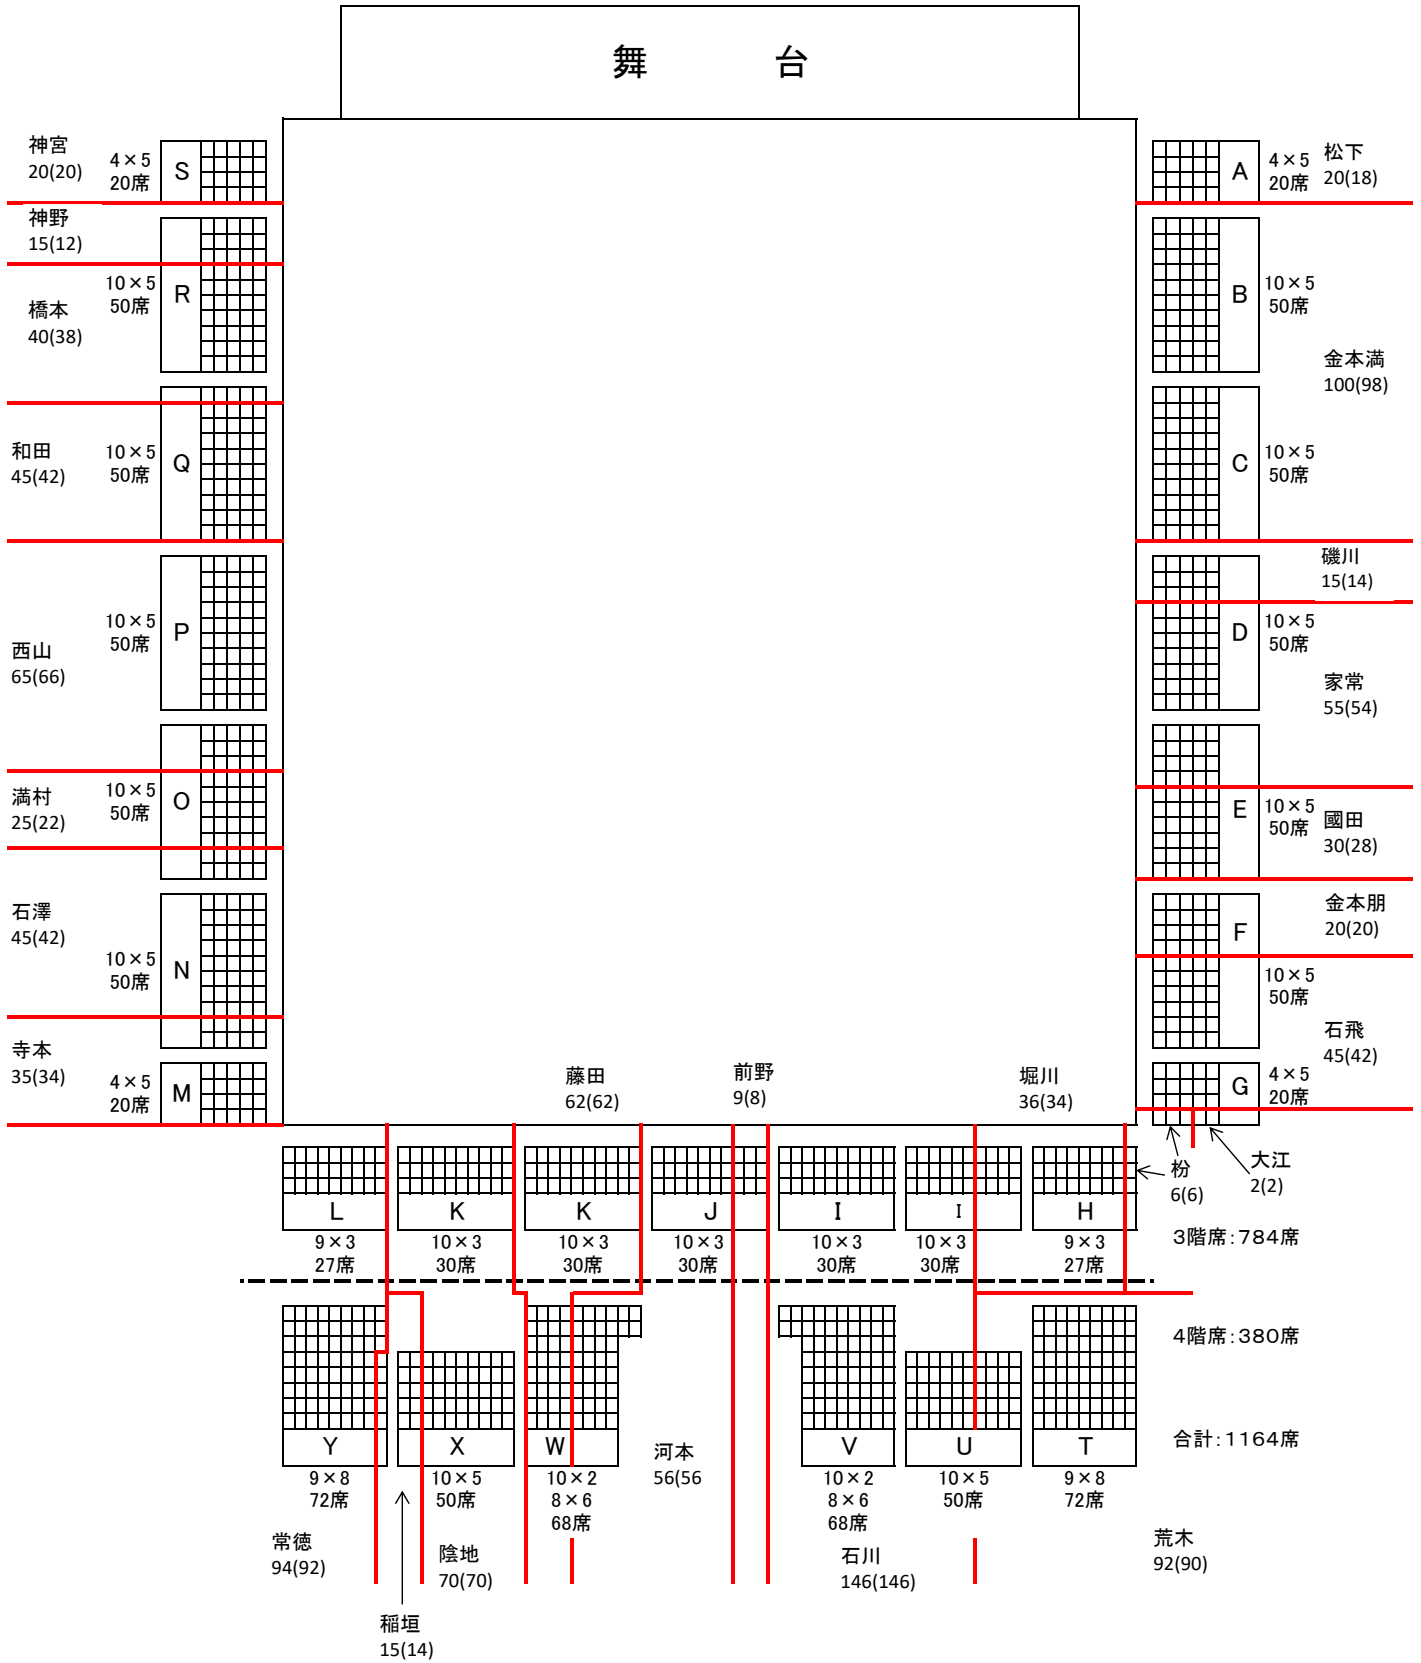 舞　台
神宮
20(20)
4×5
20席
S
神野
15(12)
10×5
50席
R
橋本
40(38)
和田
45(42)
10×5
50席
Q
西山
65(66)
10×5
50席
P
満村
25(22)
10×5
50席
O
石澤
45(42)
10×5
50席
N
寺本
35(34)
4×5
20席
M
A
4×5
20席
松下
20(18)
B
10×5
50席
金本満
100(98)
C
10×5
50席
磯川
15(14)
D
10×5
50席
家常
55(54)
E
10×5
50席
國田
30(28)
金本朋
20(20)
F
10×5
50席
石飛
45(42)
G
4×5
20席
枌
6(6)
大江
2(2)
藤田
62(62)
前野
9(8)
堀川
36(34)
L
K
K
J
I
I
H
9×3
27席
10×3
30席
10×3
30席
10×3
30席
10×3
30席
10×3
30席
9×3
27席
3階席:784席
4階席:380席
合計:1164席
Y
X
W
V
U
T
9×8
72席
10×5
50席
10×2
8×6
68席
河本
56(56
10×2
8×6
68席
10×5
50席
9×8
72席
常徳
94(92)
陰地
70(70)
石川
146(146)
荒木
92(90)
稲垣
15(14)